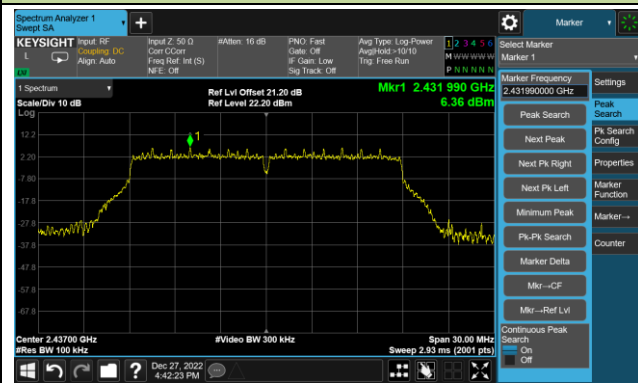 Spectrum Analyzer 1
Swept SA
Marker
KEYSIGHT
L
Input: RF
Coupling: DC
Align: Auto
Input Z: 50 Ω
Corr CCorr
Freq Ref: Int (S)
NFE: Off
#Atten: 16 dB
PNO: Fast
Gate: Off
IF Gain: Low
Sig Track: Off
Avg Type: Log-Power
Avg|Hold:>10/10
Trig: Free Run
1 2 3 4 5 6
M W W W W W
P N N N N N
Select Marker
Marker 1
1 Spectrum
Scale/Div 10 dB
Log
Ref Lvl Offset 21.20 dB
Ref Level 22.20 dBm
Mkr1 2.431 990 GHz
6.36 dBm
12.2
2.20
-7.80
-17.8
-27.8
-37.8
-47.8
-57.8
-67.8
1
Center 2.43700 GHz
#Res BW 100 kHz
#Video BW 300 kHz
Span 30.00 MHz
Sweep 2.93 ms (2001 pts)
Marker Frequency
2.431990000 GHz
Peak Search
Next Peak
Next Pk Right
Next Pk Left
Minimum Peak
Pk-Pk Search
Marker Delta
Mkr→CF
Mkr→Ref Lvl
Continuous Peak
Search
On
Off
Settings
Peak
Search
Pk Search
Config
Properties
Marker
Function
Marker→
Counter
?
Dec 27, 2022
4:42:23 PM